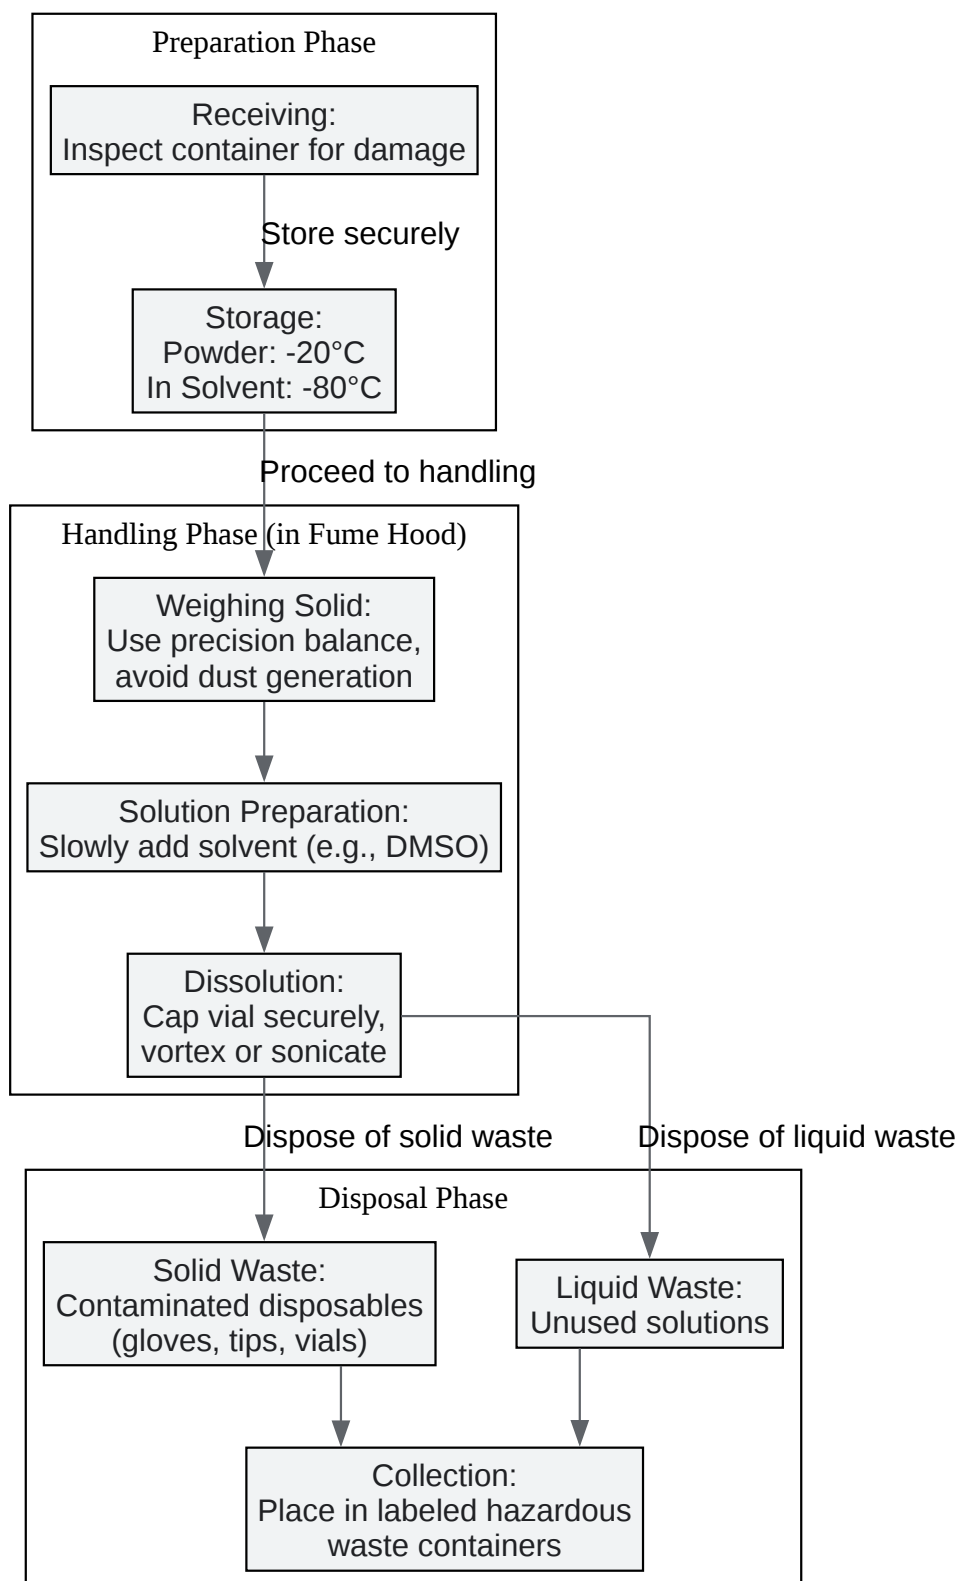 Preparation Phase
Receiving:
Inspect container for damage
Store securely
Storage:
Powder: -20°C
In Solvent: -80°C
Proceed to handling
Handling Phase (in Fume Hood)
Weighing Solid:
Use precision balance,
avoid dust generation
Solution Preparation:
Slowly add solvent (e.g., DMSO)
Dissolution:
Cap vial securely,
vortex or sonicate
Dispose of solid waste
Dispose of liquid waste
Disposal Phase
Solid Waste:
Contaminated disposables
(gloves, tips, vials)
Liquid Waste:
Unused solutions
Collection:
Place in labeled hazardous
waste containers